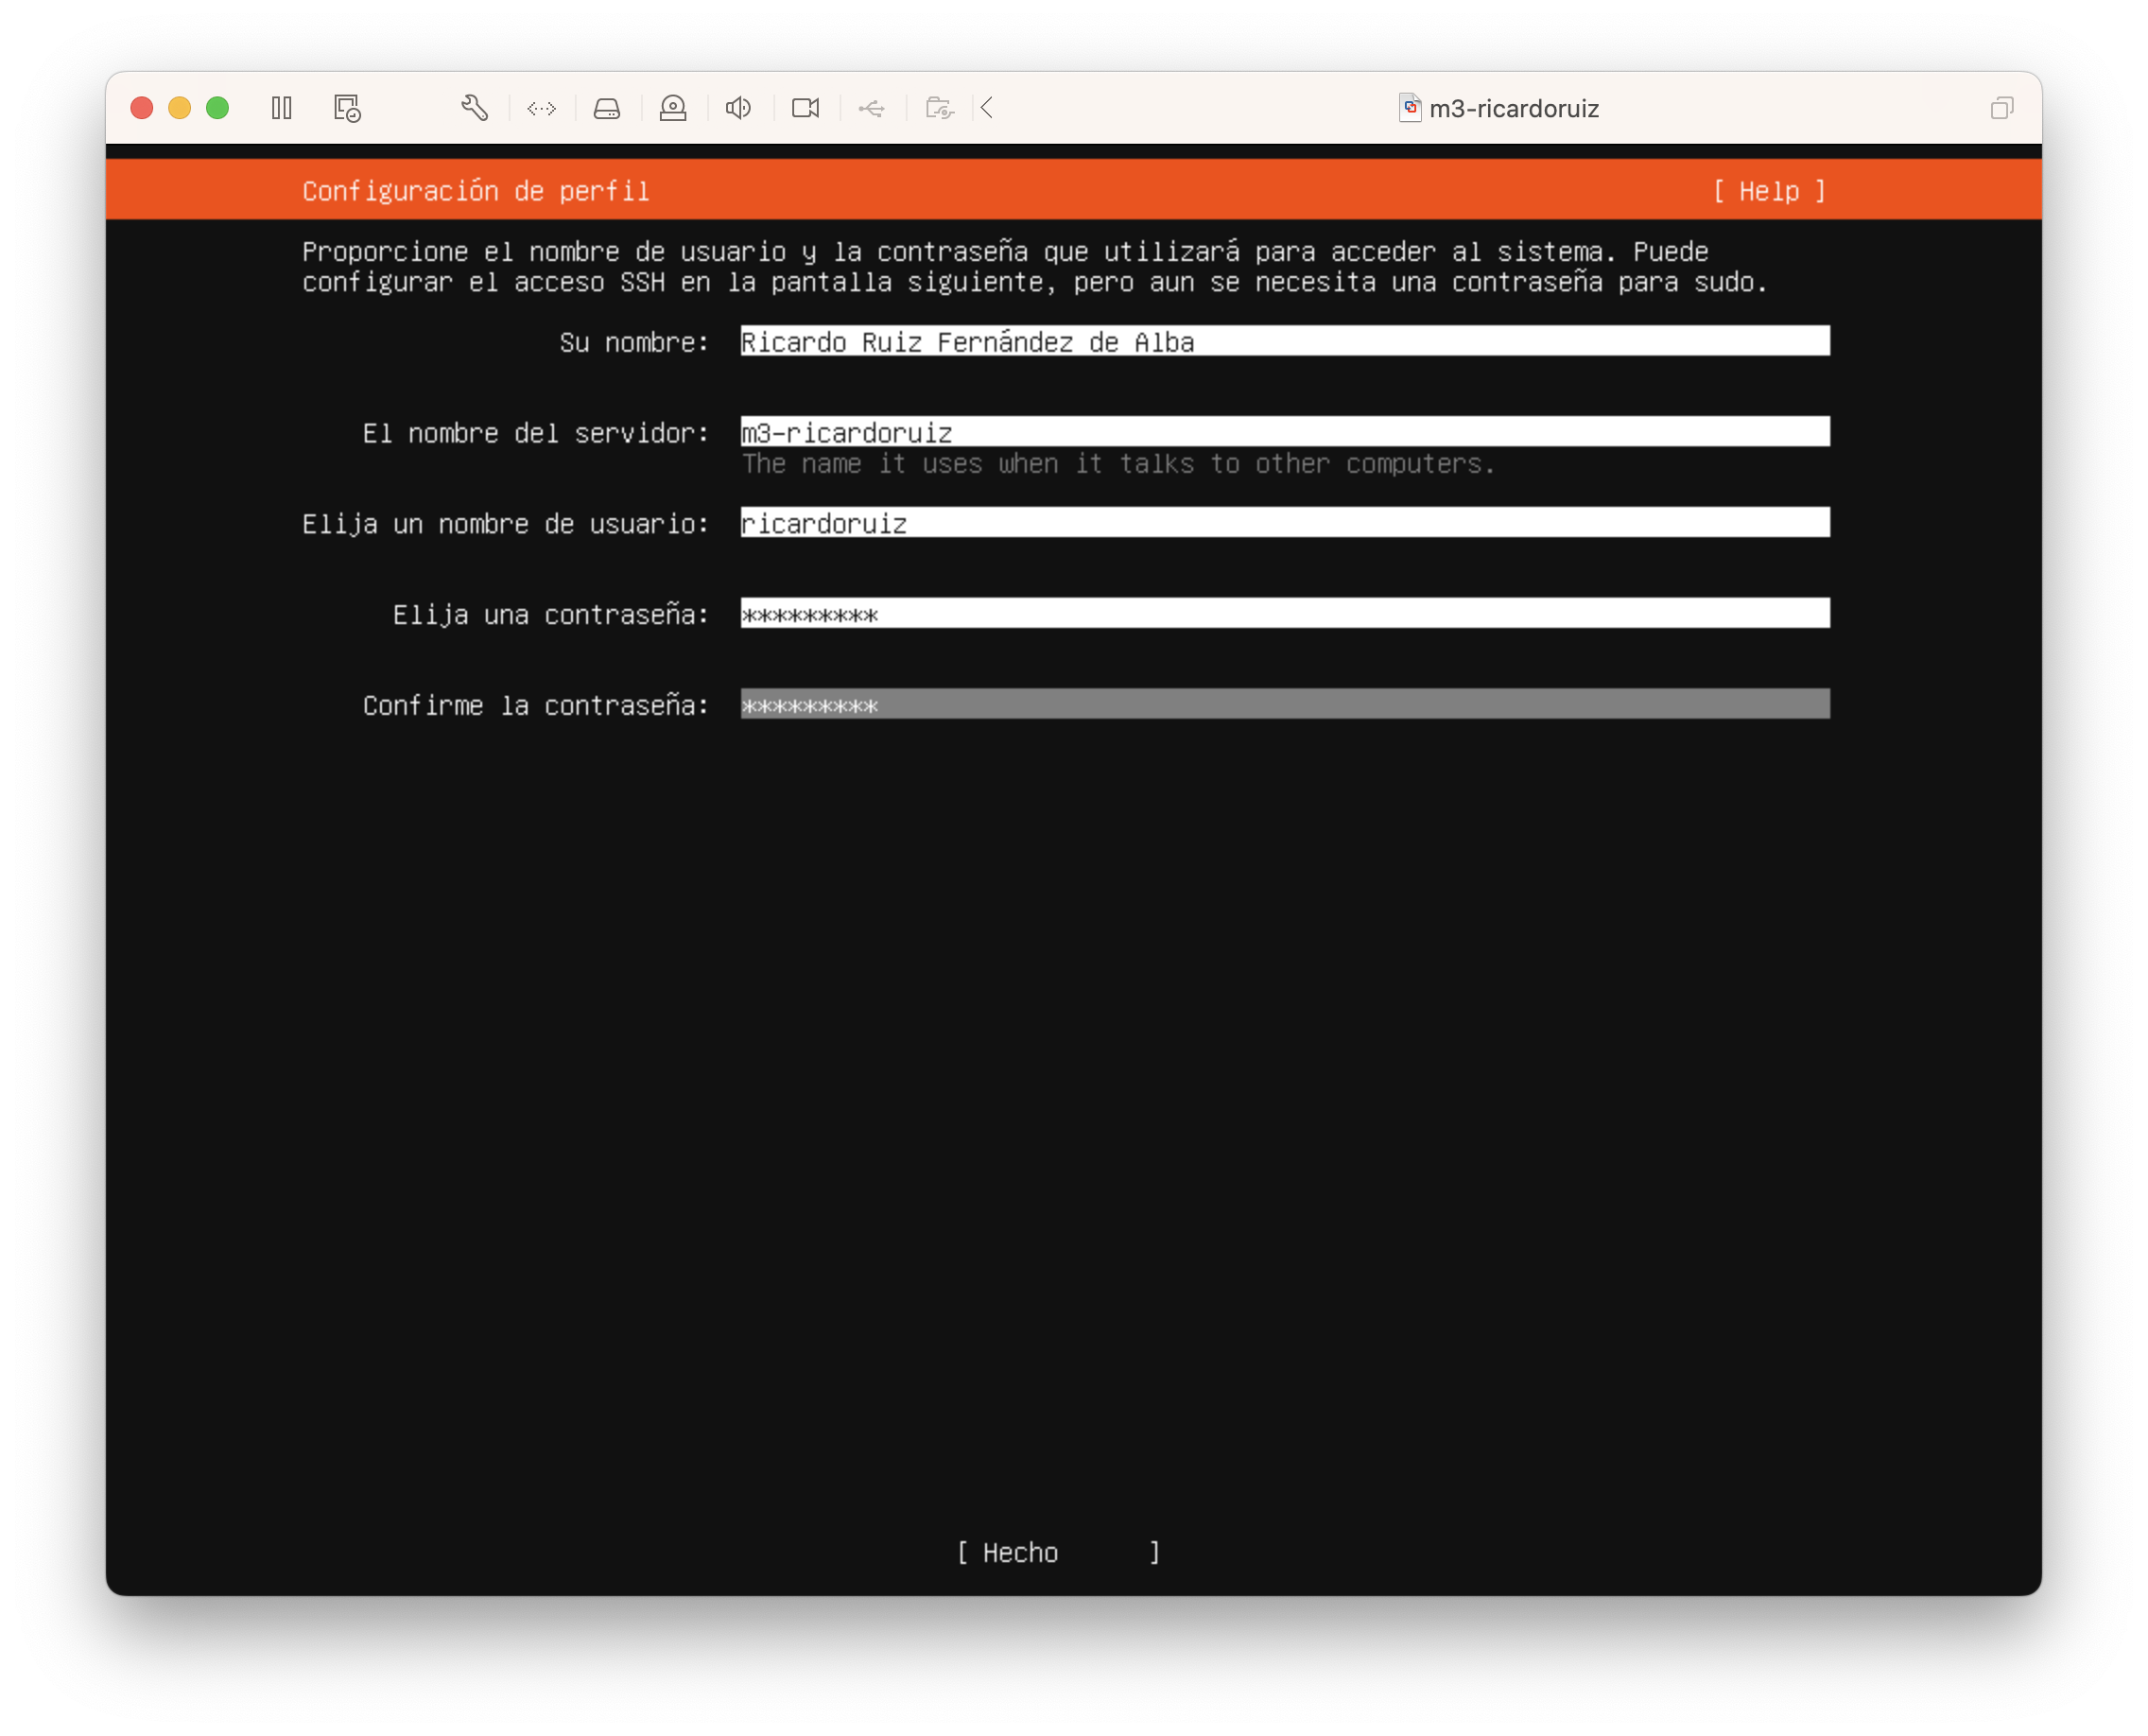 m3-ricardoruiz
Configuración de perfil [ Help ]
Proporcione el nombre de usuario y la contraseña que utilizará para acceder al sistema. Puede
configurar el acceso SSH en la pantalla siguiente, pero aun se necesita una contraseña para sudo.
Su nombre: Ricardo Ruiz Fernández de Alba
El nombre del servidor: m3-ricardoruiz
The name it uses when it talks to other computers.
Elija un nombre de usuario: ricardoruiz
Elija una contraseña: *********
Confirme la contraseña: *********
[ Hecho ]